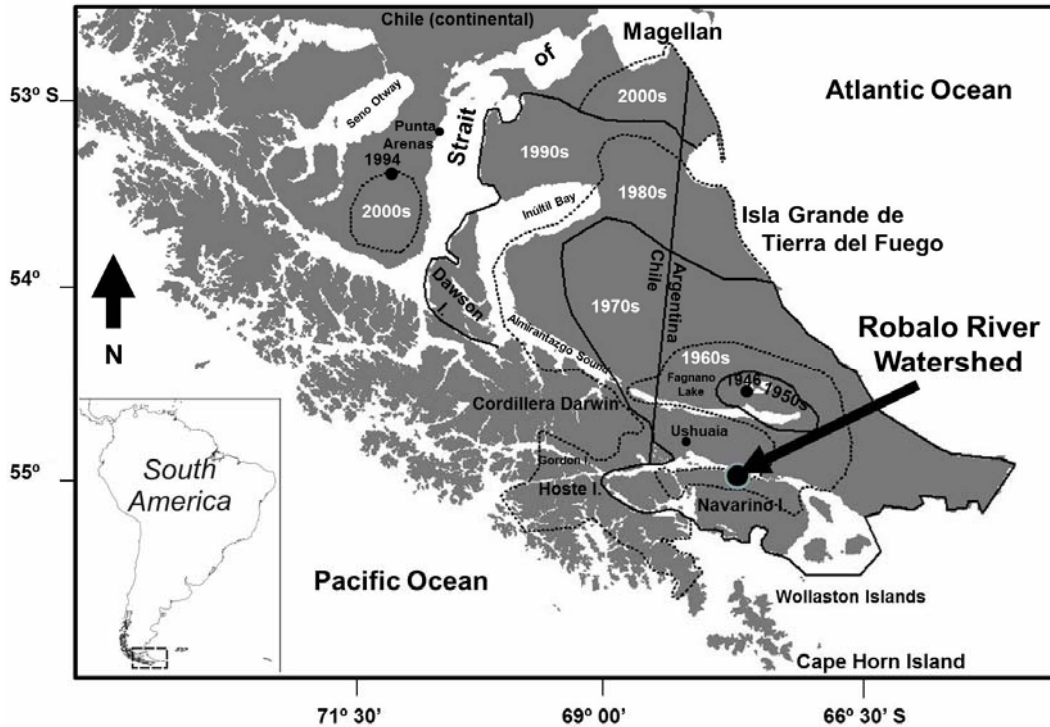 Chile (continental)
Magellan
of
Strait
Atlantic Ocean
53º S
Seno Otway
Punta
Arenas
1994
2000s
2000s
1990s
1980s
Inúltil Bay
Isla Grande de
Tierra del Fuego
54º
Dawson
I.
1970s
Argentina
Chile
Almirantazgo Sound
Robalo River
Watershed
N
1960s
Fagnano
Lake
1946
1950s
Cordillera Darwin
Ushuaia
55º
Gordon I.
Hoste I.
Navarino I.
South
America
Pacific Ocean
Wollaston Islands
Cape Horn Island
71º 30'
69º 00
66º 30' S